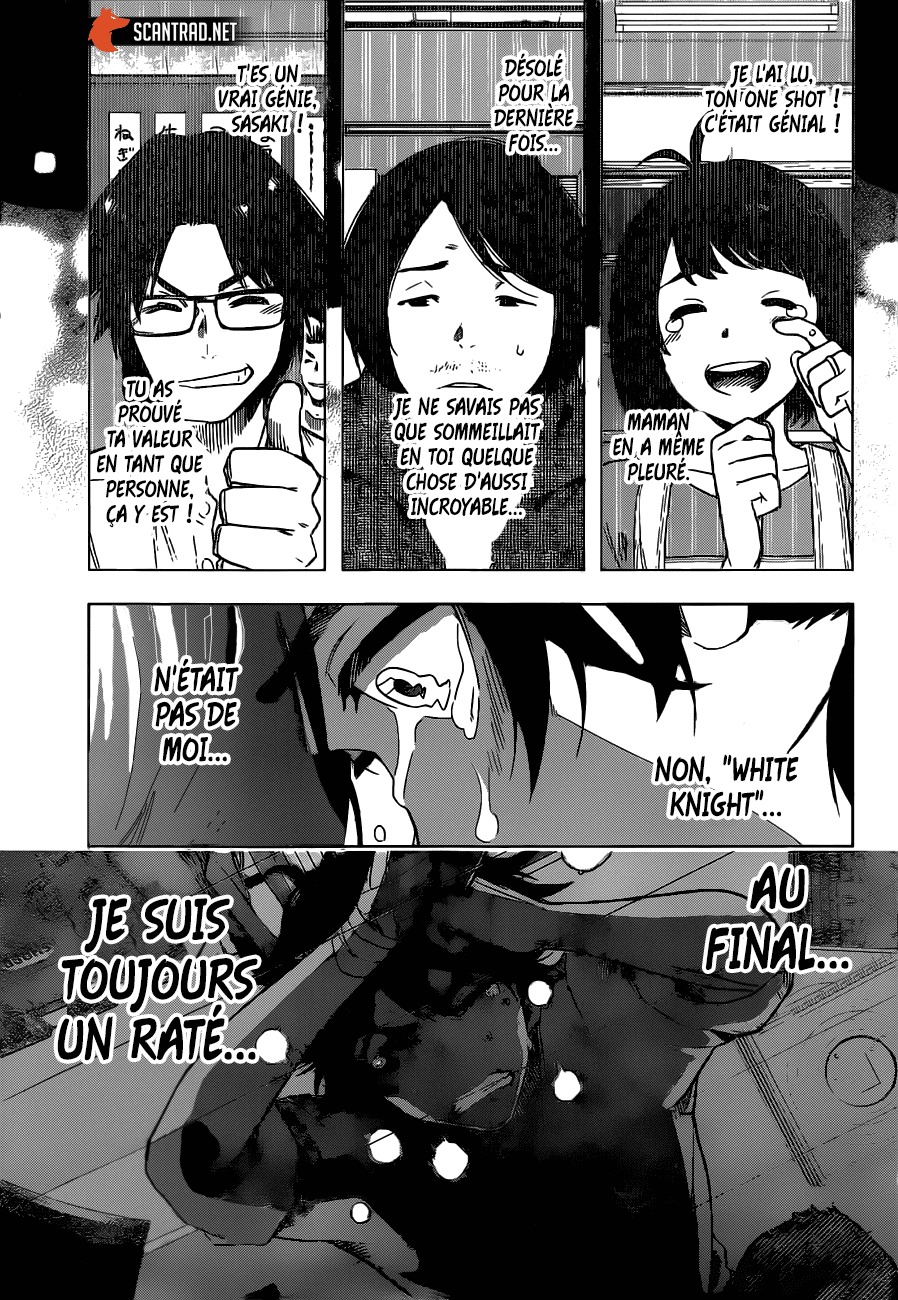 SCANTRAD.NET
JE L'AI LU,
TON ONE SHOT !
C'ÉTAIT GÉNIAL !
MAMAN
EN A MÊME
PLEURÉ.
DÉSOLÉ
POUR LA
DERNIÈRE
FOIS...
JE NE SAVAIS PAS
QUE SOMMEILLAIT
EN TOI QUELQUE
CHOSE D'AUSSI
INCROYABLE...
T'ES UN
VRAI GÉNIE,
SASAKI !
TU AS
PROUVÉ
TA VALEUR
EN TANT QUE
PERSONNE,
ÇA Y EST !
ねぎ
NON, "WHITE
KNIGHT"...
N'ÉTAIT
PAS DE
MOI...
AU
FINAL...
JE SUIS
TOUJOURS
UN RATÉ...